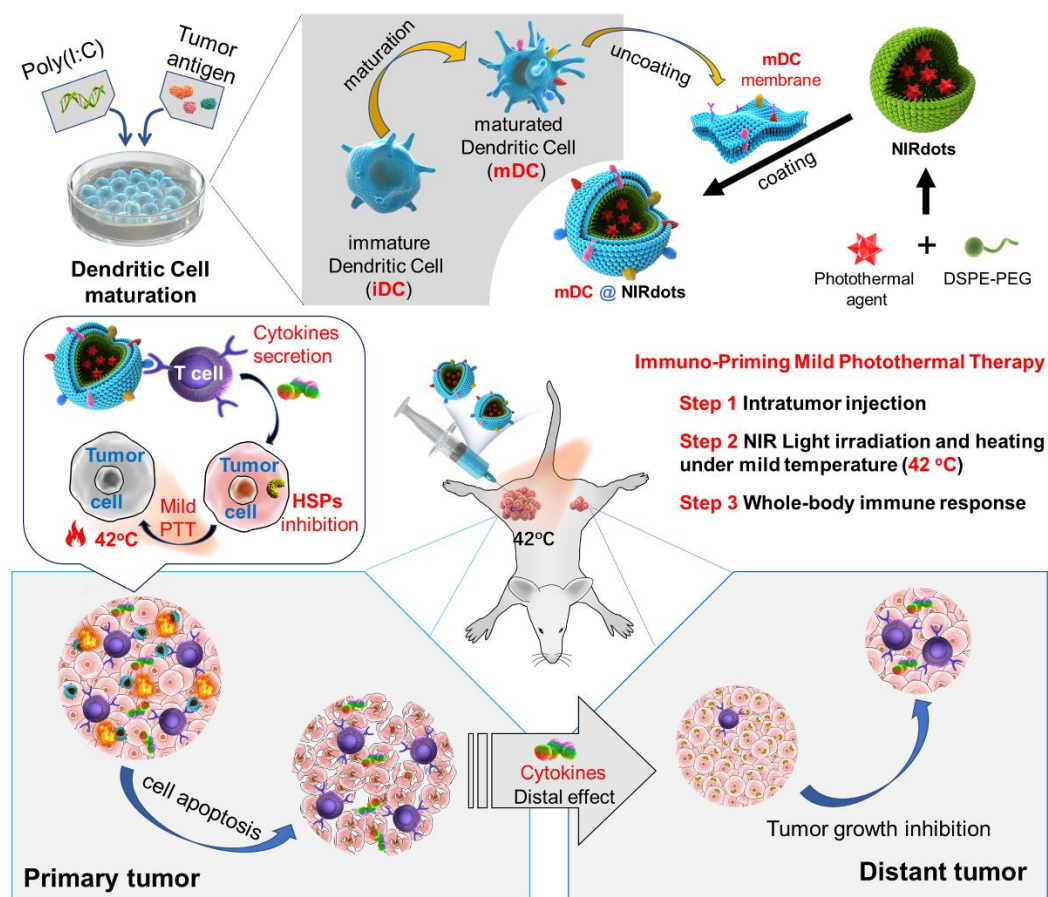 Poly(I:C)
Tumor
antigen
Dendritic Cell
maturation
maturation
uncoating
maturated
Dendritic Cell
(mDC)
immature
Dendritic Cell
(iDC)
mDC
membrane
coating
NIRdots
mDC @ NIRdots
+
Photothermal
agent
DSPE-PEG
T cell
Cytokines
secretion
Tumor
cell
Tumor
cell
HSPs
inhibition
Mild
PTT
42°C
42°C
Immuno-Priming Mild Photothermal Therapy
Step 1 Intratumor injection
Step 2 NIR Light irradiation and heating
under mild temperature (42 °C)
Step 3 Whole-body immune response
cell apoptosis
Primary tumor
Cytokines
Distal effect
Tumor growth inhibition
Distant tumor